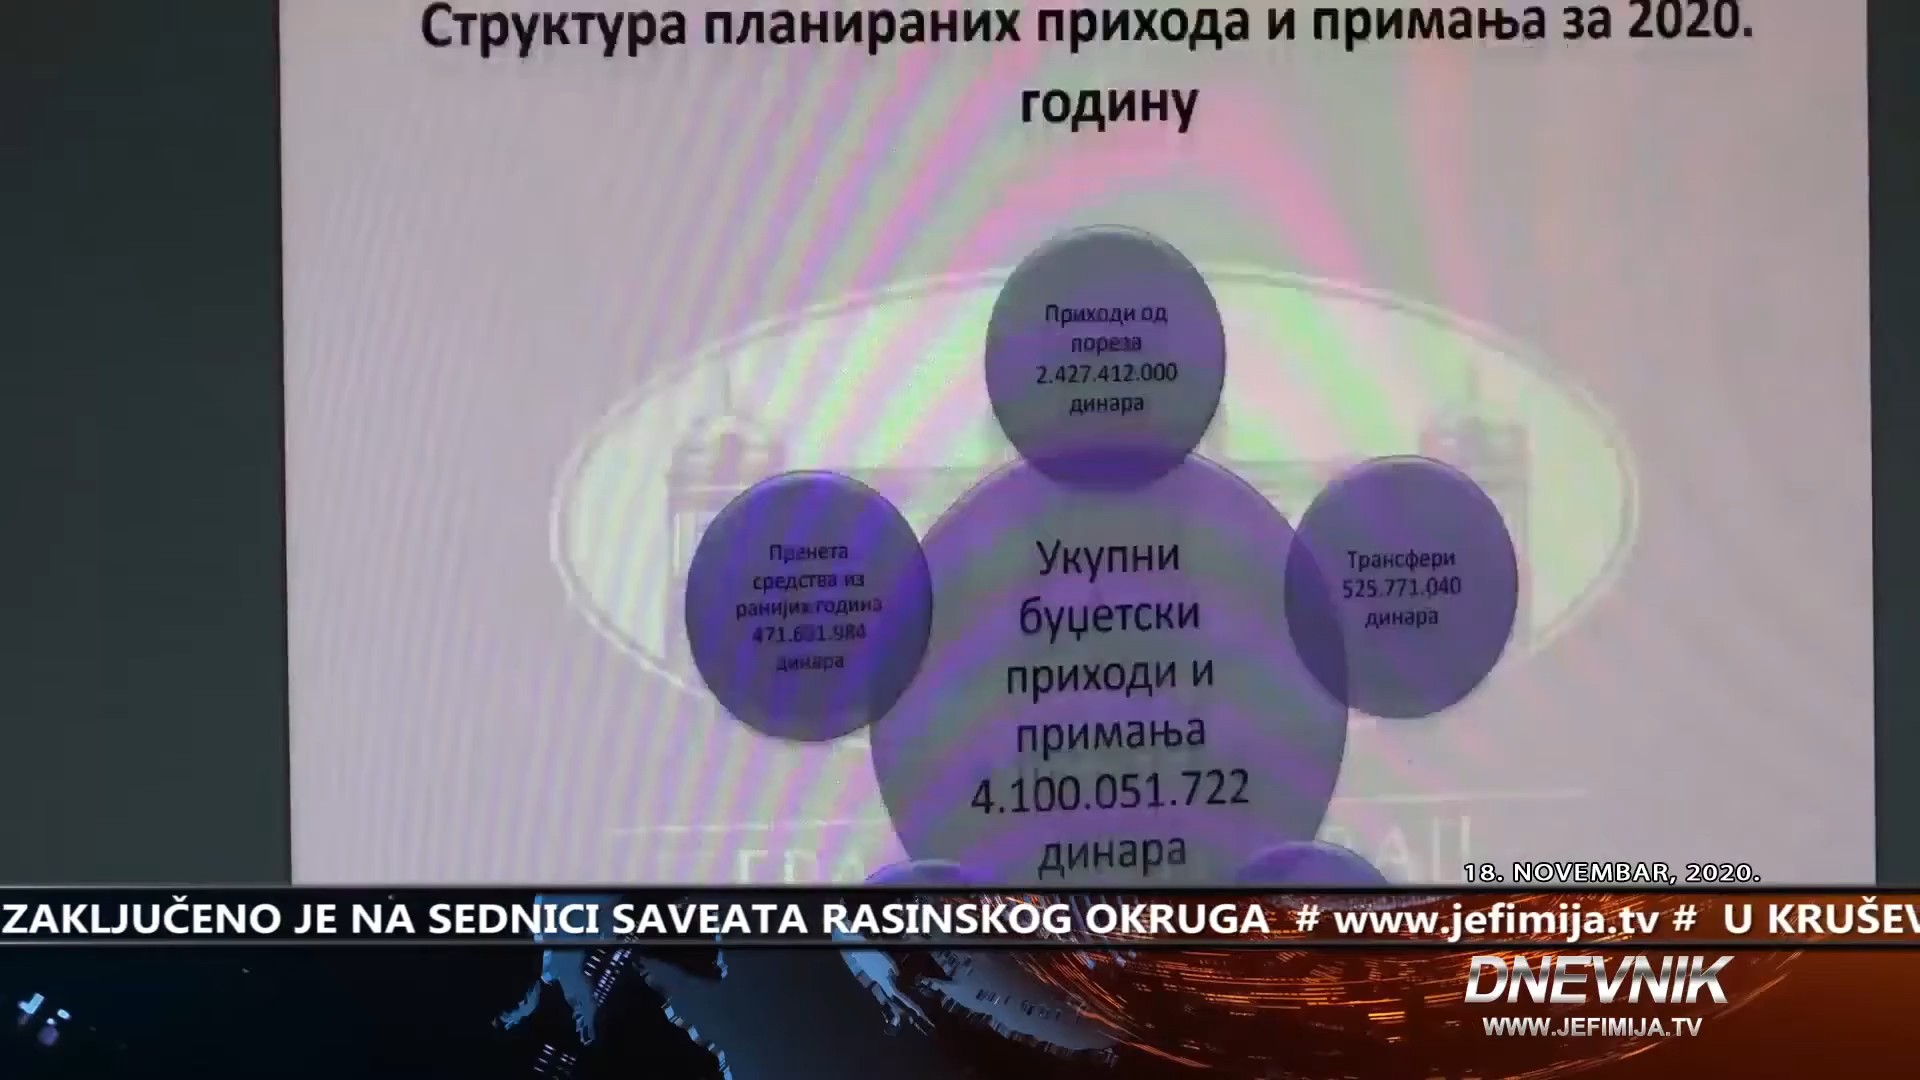 Структура планираних прихода и примања за 2020.
годину
Приходи од
пореза
2.427.412.000
динара
Пренета
средства из
ранијих година
динара
Трансфери
525.771.040
динара
Укупни
буџетски
приходи и
примања
4.100.051.722
динара
18. NOVEMBAR, 2020.
ZAKLJUČENO JE NA SEDNICI SAVEATA RASINSKOG OKRUGA # www.jefimija.tv # U KRUŠEV
DNEVNIK
WWW.JEFIMIJA.TV